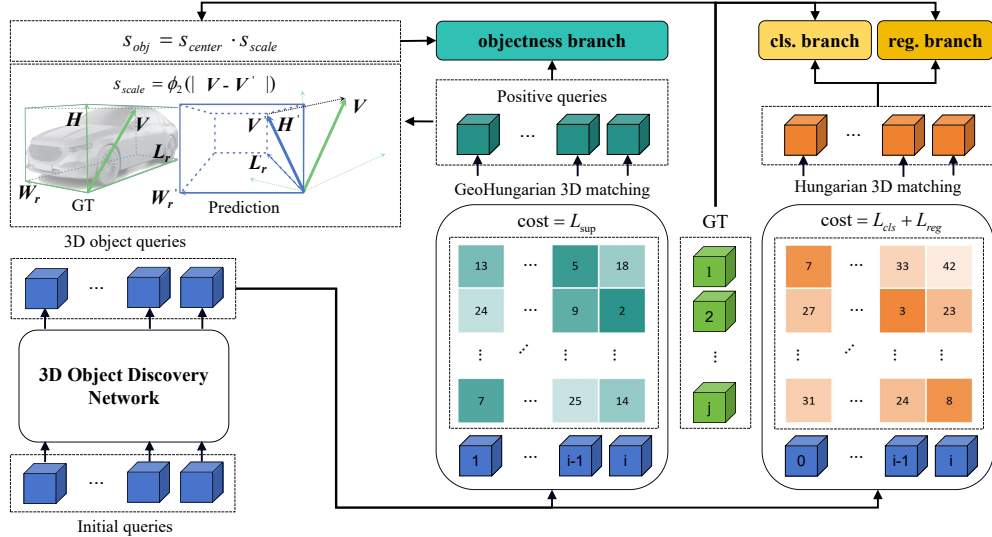 s_obj = s_center · s_scale
objectness branch
cls. branch
reg. branch
s_scale = ϕ₂(| V - V' |)
H
V
L_r
W_r
GT
V'
H'
V
L_r'
W_r'
Prediction
Positive queries
...
GeoHungarian 3D matching
...
Hungarian 3D matching
3D object queries
...
3D Object Discovery
Network
...
Initial queries
cost = L_sup
13 ... 5 18
24 ... 9 2
⋮ ⋰ ⋮ ⋮
7 ... 25 14
1 ... i-1 i
GT
1
2
⋮
j
cost = L_cls + L_reg
7 ... 33 42
27 ... 3 23
⋮ ⋰ ⋮ ⋮
31 ... 24 8
0 ... i-1 i